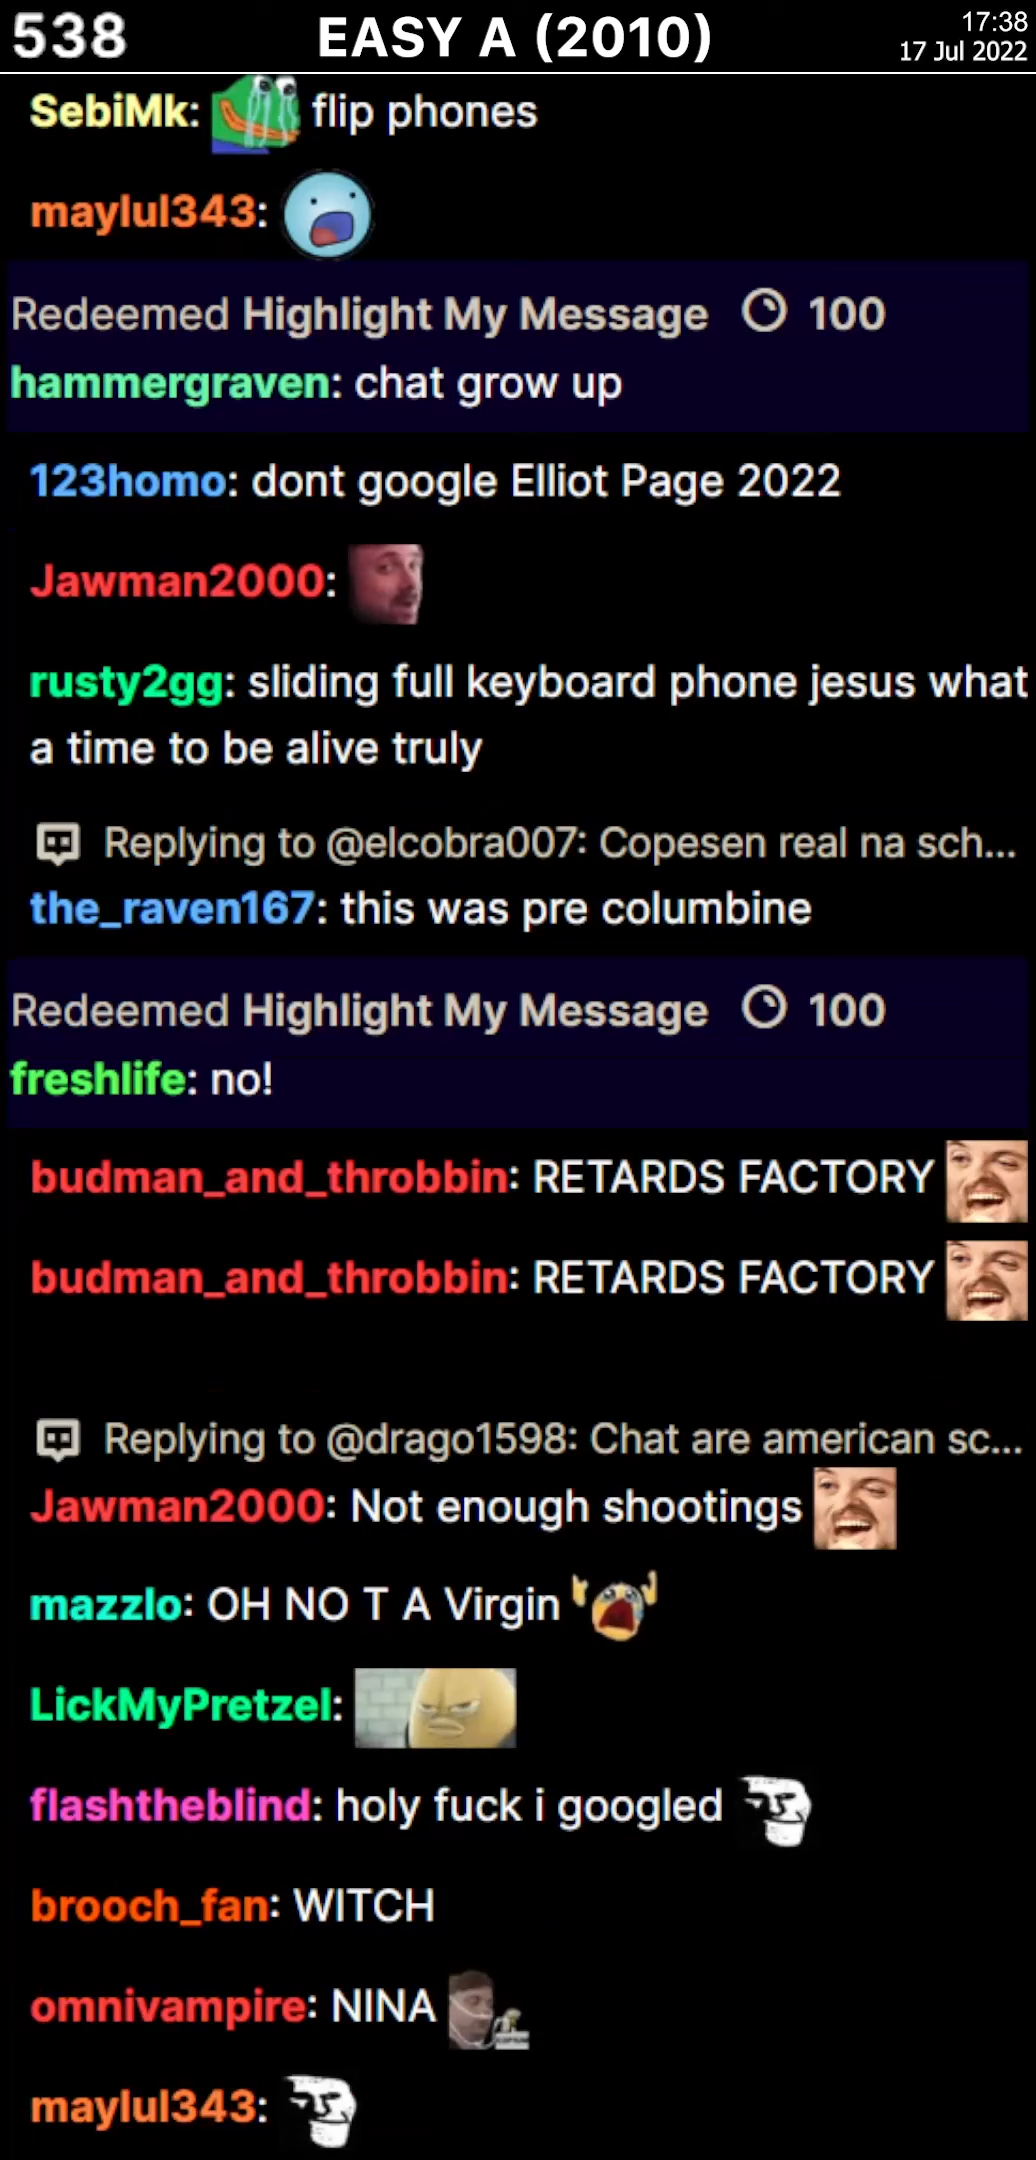 538
EASY A (2010)
17:38
17 Jul 2022
SebiMk: flip phones
maylul343:
Redeemed Highlight My Message 100
hammergraven: chat grow up
123homo: dont google Elliot Page 2022
Jawman2000:
rusty2gg: sliding full keyboard phone jesus what
a time to be alive truly
Replying to @elcobra007: Copesen real na sch...
the_raven167: this was pre columbine
Redeemed Highlight My Message 100
freshlife: no!
budman_and_throbbin: RETARDS FACTORY
budman_and_throbbin: RETARDS FACTORY
Replying to @drago1598: Chat are american sc...
Jawman2000: Not enough shootings
mazzlo: OH NO T A Virgin
LickMyPretzel:
flashtheblind: holy fuck i googled
brooch_fan: WITCH
omnivampire: NINA
maylul343: